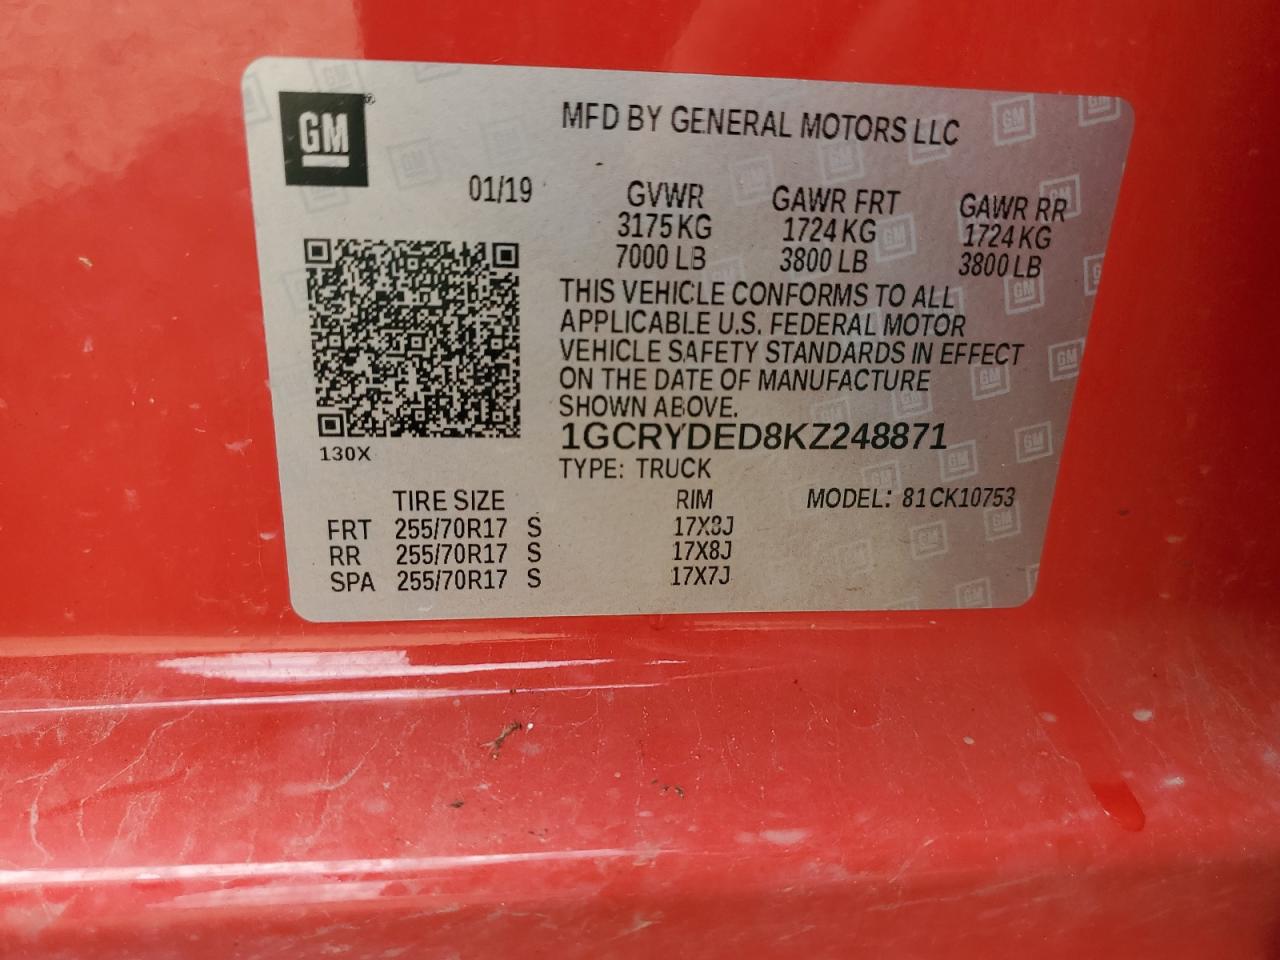 GM
MFD BY GENERAL MOTORS LLC
01/19
GVWR GAWR FRT GAWR RR
3175 KG 1724 KG 1724 KG
7000 LB 3800 LB 3800 LB
THIS VEHICLE CONFORMS TO ALL
APPLICABLE U.S. FEDERAL MOTOR
VEHICLE SAFETY STANDARDS IN EFFECT
ON THE DATE OF MANUFACTURE
SHOWN ABOVE.
1GCRYDED8KZ248871
130X
TYPE: TRUCK
TIRE SIZE RIM MODEL: 81CK10753
FRT 255/70R17 S 17X8J
RR 255/70R17 S 17X8J
SPA 255/70R17 S 17X7J